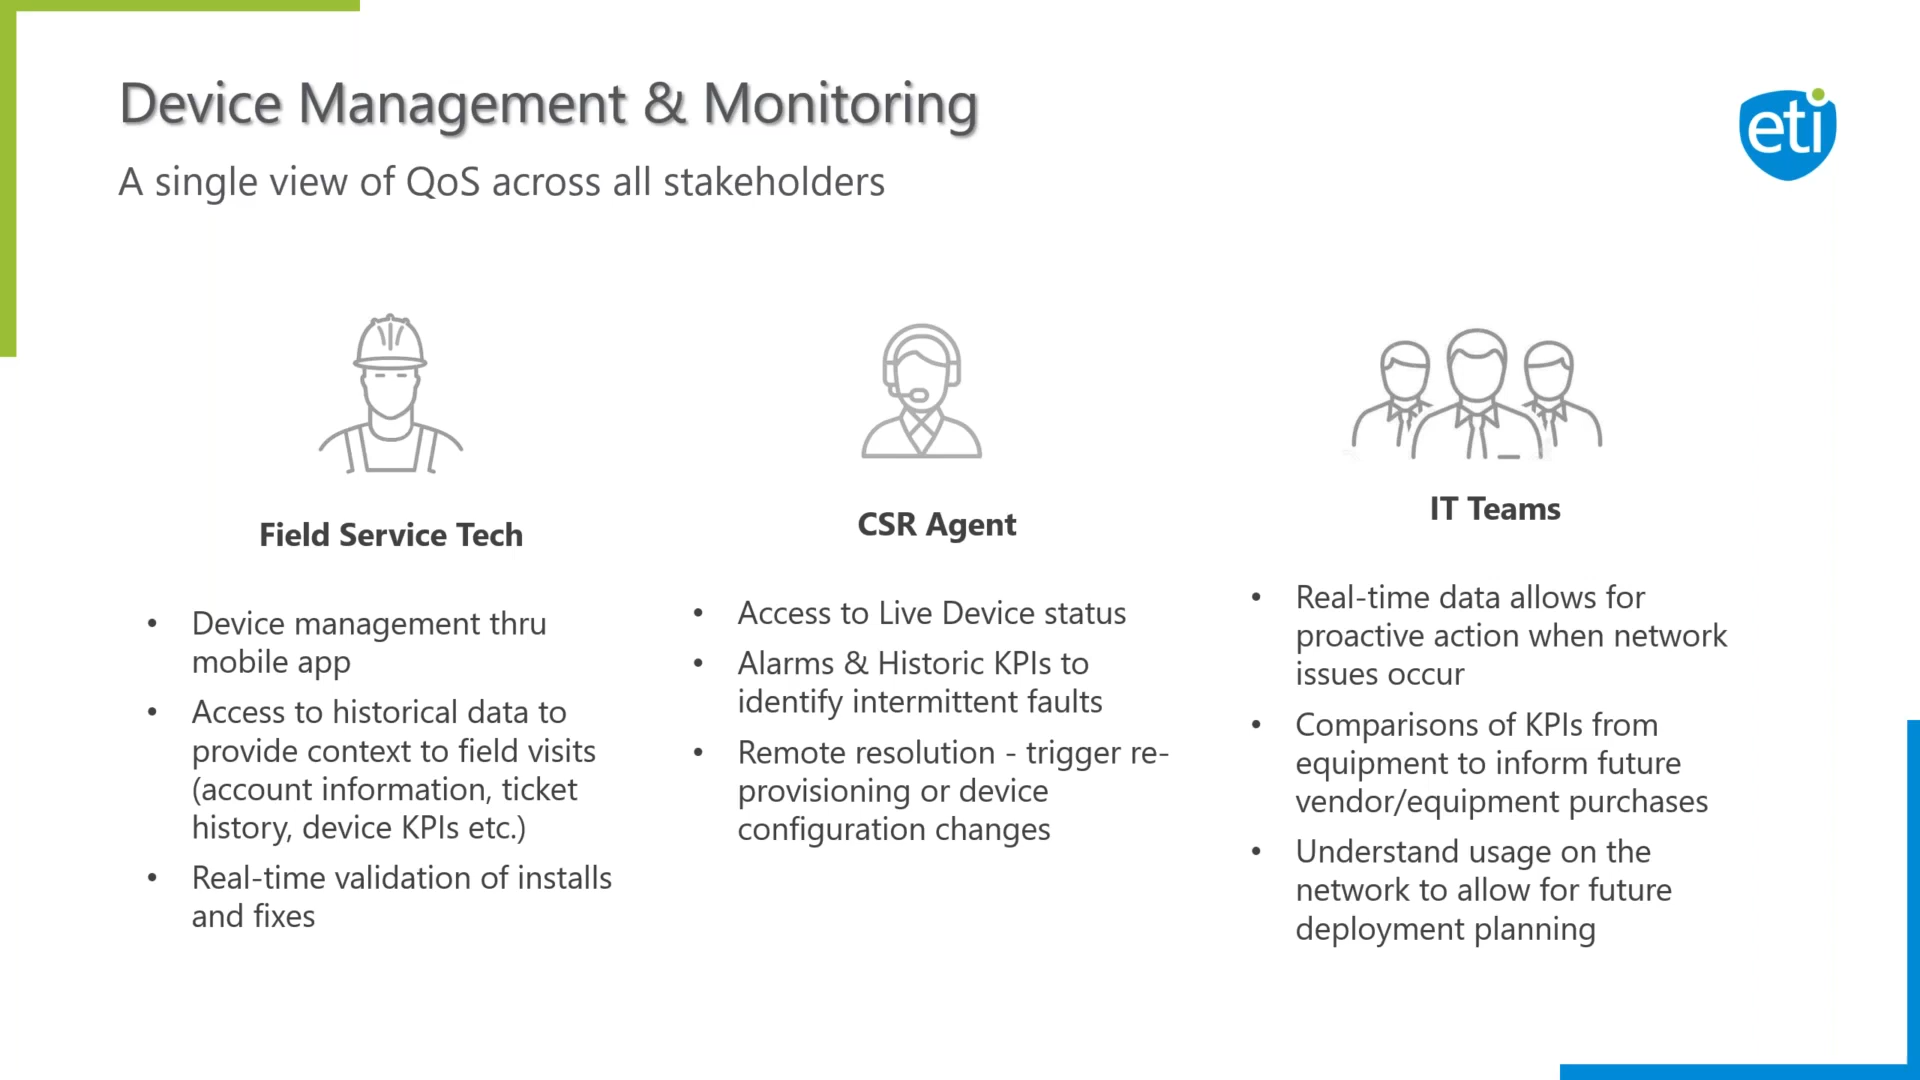 Device Management & Monitoring
A single view of QoS across all stakeholders
eti
Field Service Tech
• Device management thru
mobile app
• Access to historical data to
provide context to field visits
(account information, ticket
history, device KPIs etc.)
• Real-time validation of installs
and fixes
CSR Agent
• Access to Live Device status
• Alarms & Historic KPIs to
identify intermittent faults
• Remote resolution - trigger re-
provisioning or device
configuration changes
IT Teams
• Real-time data allows for
proactive action when network
issues occur
• Comparisons of KPIs from
equipment to inform future
vendor/equipment purchases
• Understand usage on the
network to allow for future
deployment planning